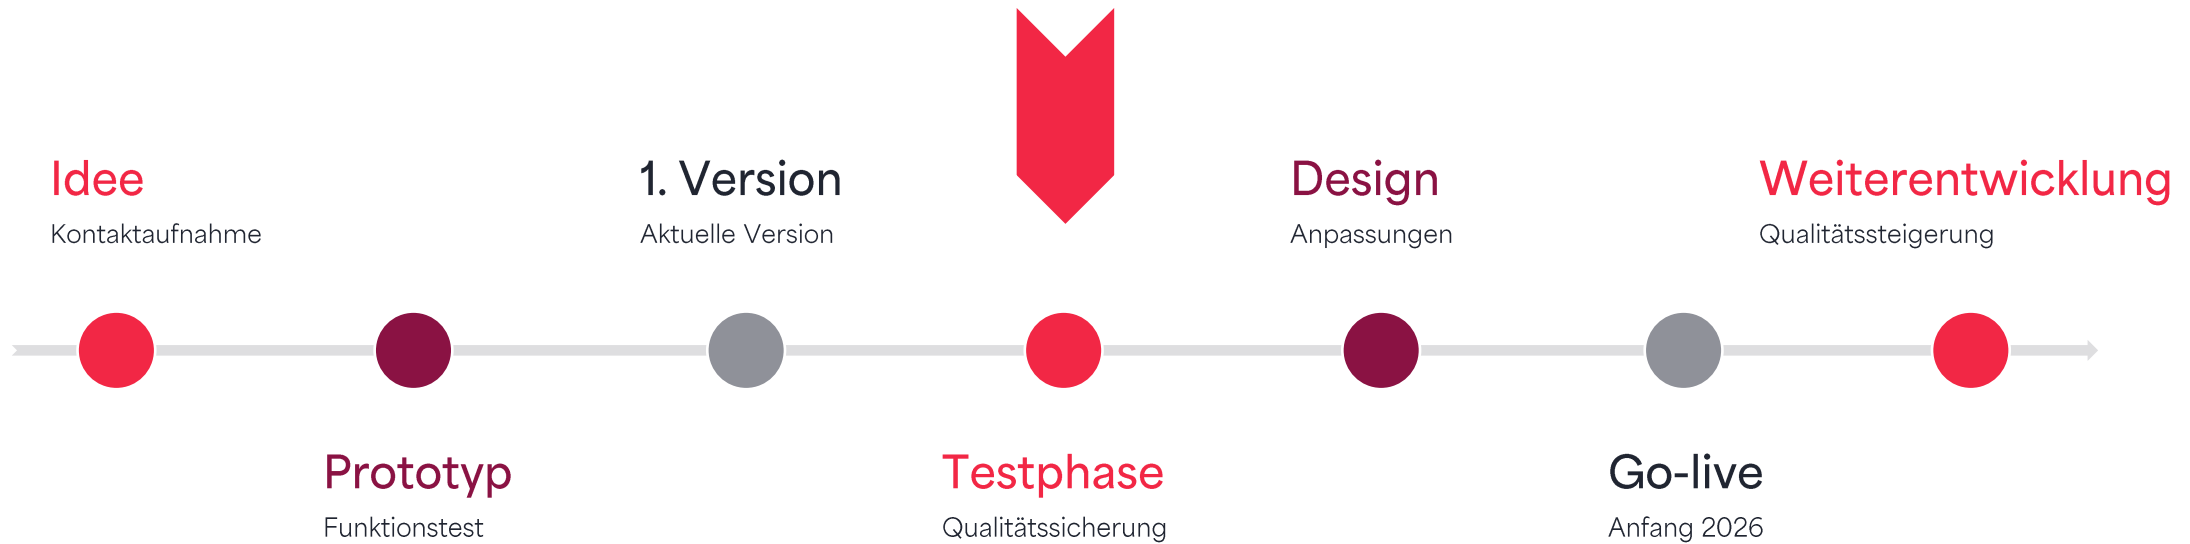 Idee
Kontaktaufnahme
Prototyp
Funktionstest
1. Version
Aktuelle Version
Testphase
Qualitätssicherung
Design
Anpassungen
Go-live
Anfang 2026
Weiterentwicklung
Qualitätssteigerung